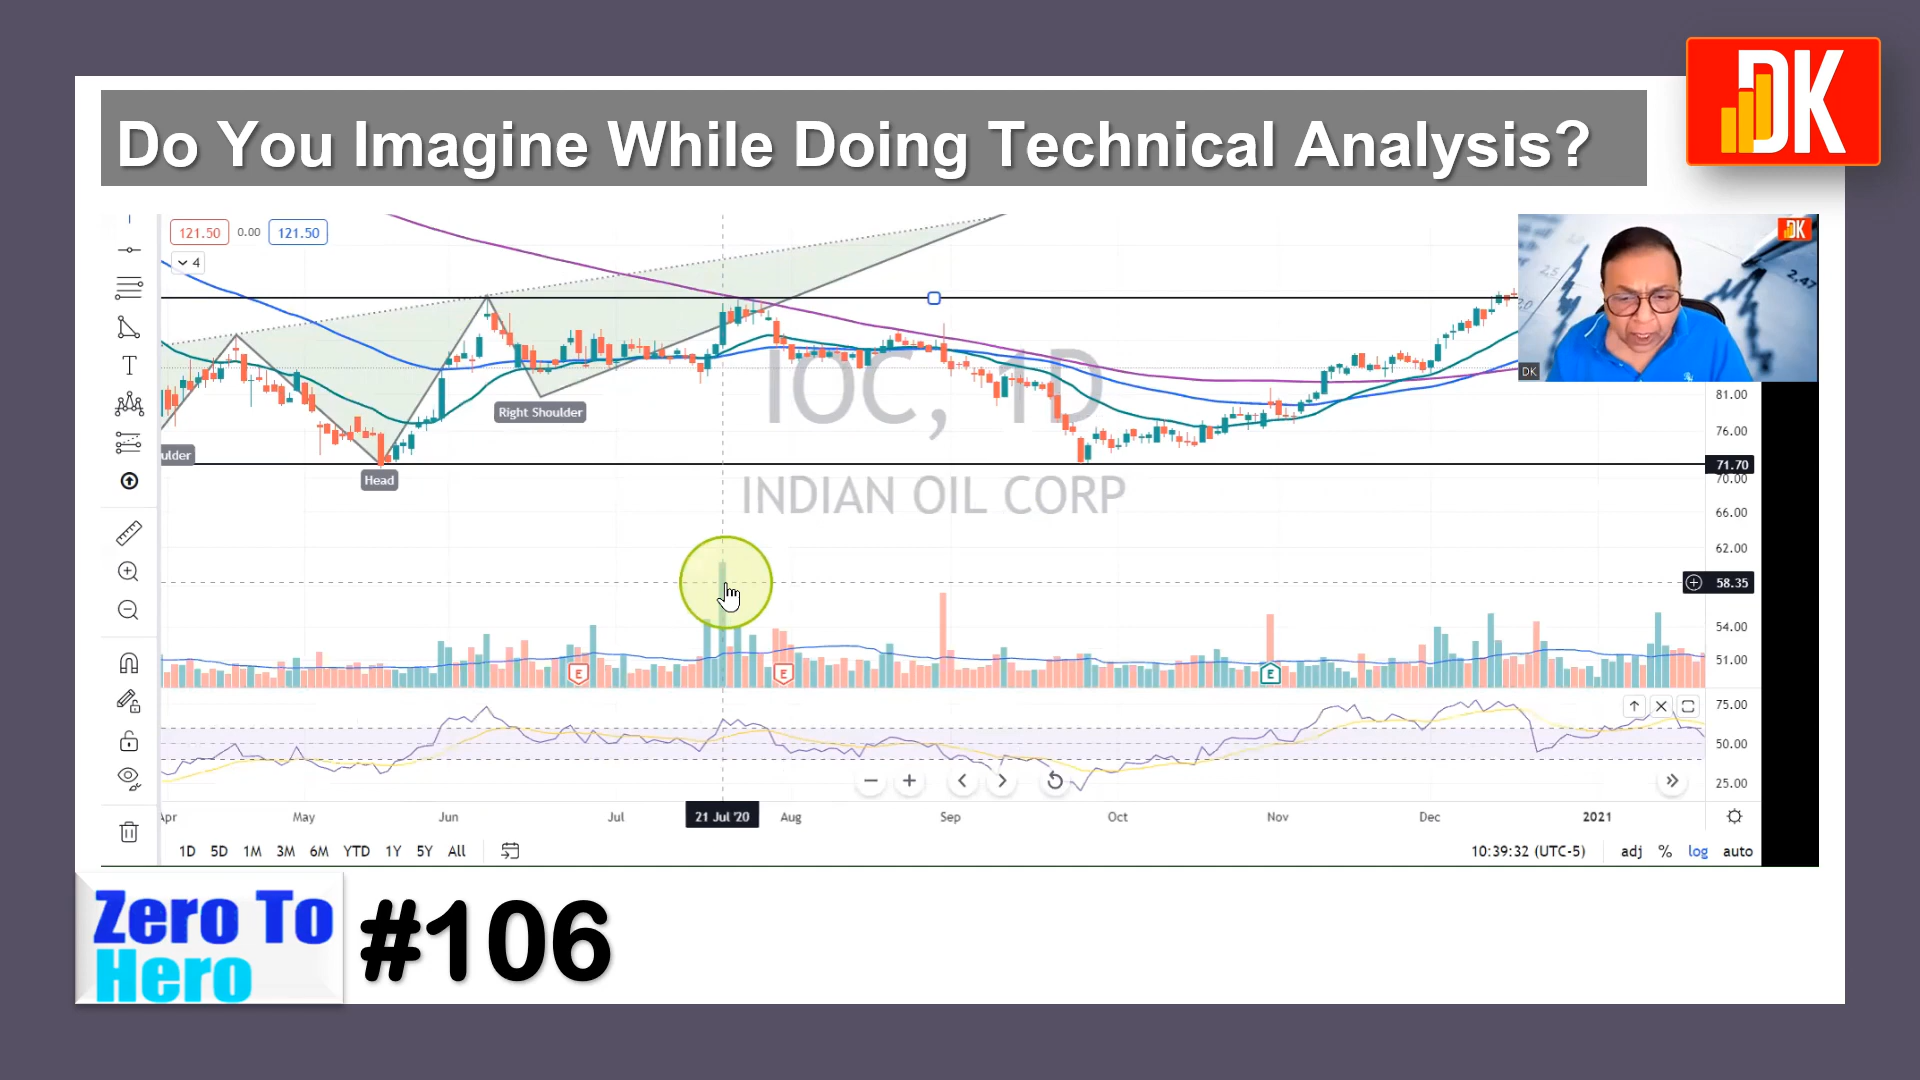 DK
Do You Imagine While Doing Technical Analysis?
121.50 0.00 121.50
4
DK
DK
IOC, 1D
INDIAN OIL CORP
Right Shoulder
ulder
Head
81.00
76.00
71.70
70.00
66.00
62.00
58.35
54.00
51.00
E
E
E
75.00
50.00
25.00
Apr May Jun Jul 21 Jul '20 Aug Sep Oct Nov Dec 2021
1D 5D 1M 3M 6M YTD 1Y 5Y All
10:39:32 (UTC-5) adj % log auto
Zero To
Hero
#106